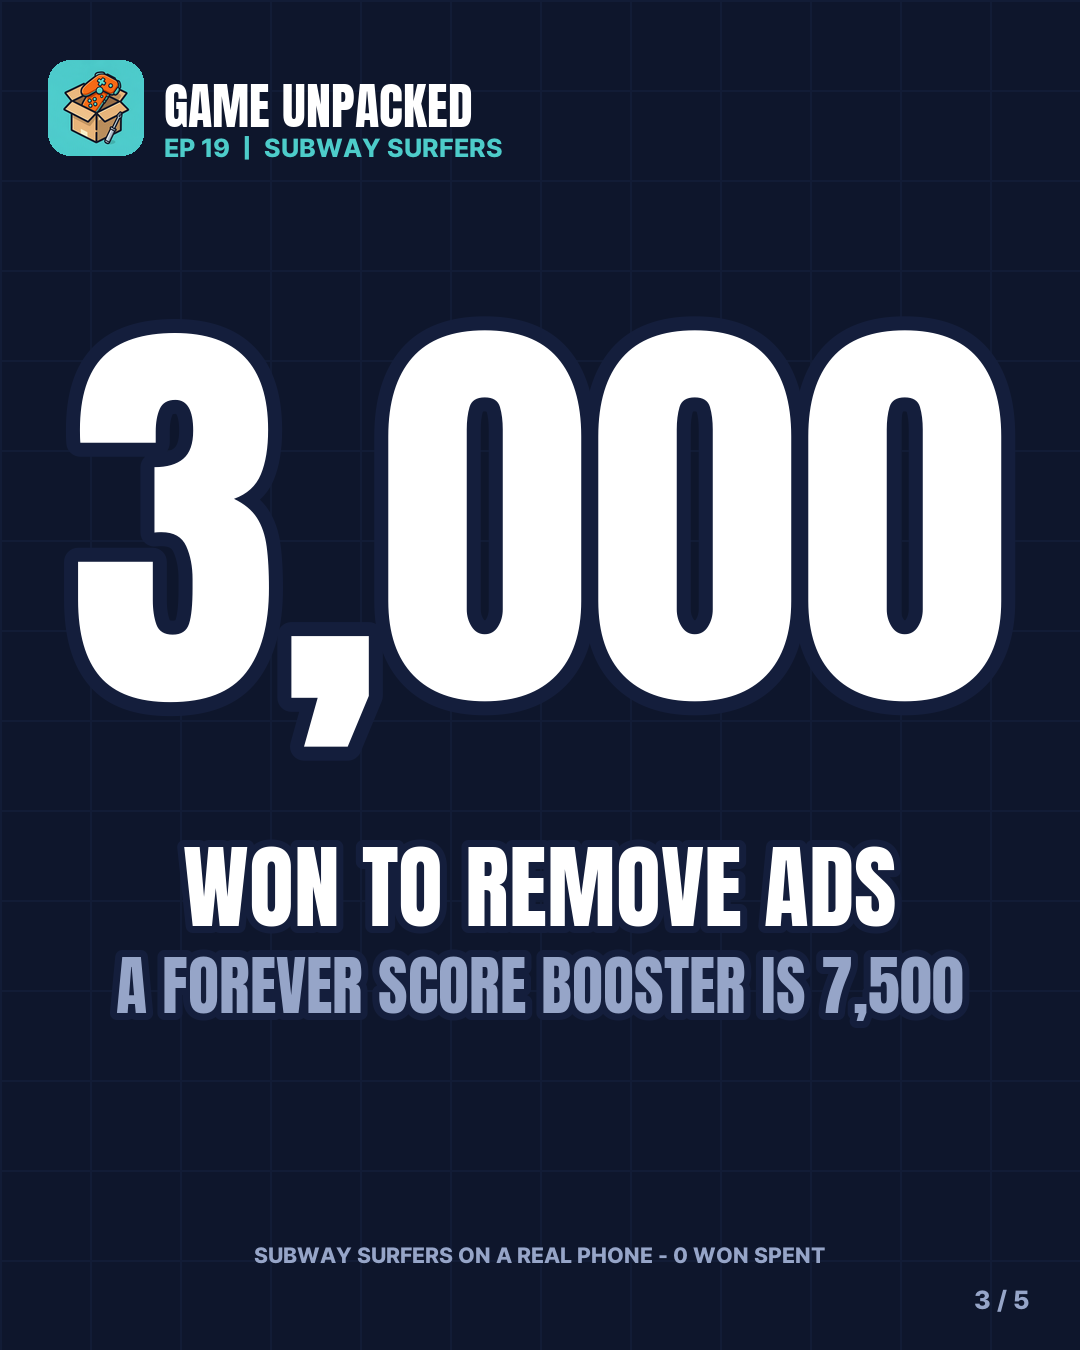 GAME UNPACKED
EP 19 | SUBWAY SURFERS
3,000
WON TO REMOVE ADS
A FOREVER SCORE BOOSTER IS 7,500
SUBWAY SURFERS ON A REAL PHONE - 0 WON SPENT
3 / 5